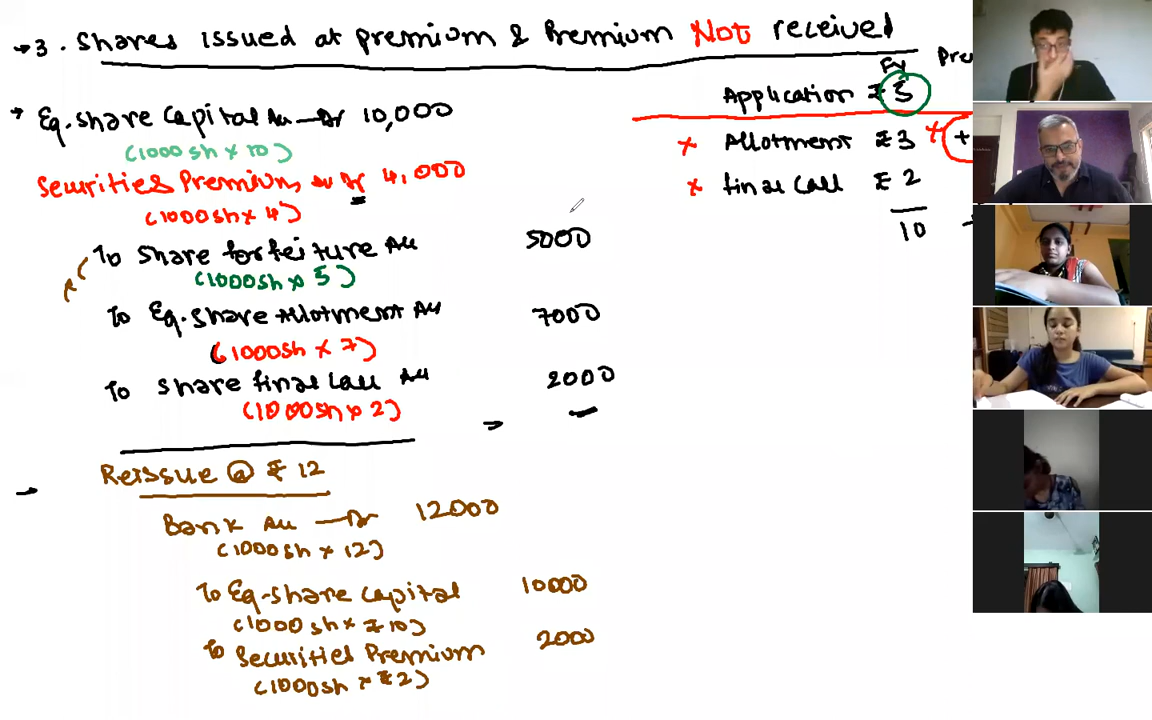 → 3. Shares issued at premium & Premium Not received
Fv Pre
Application ₹ 5
x Allotment ₹ 3 x +
x final call ₹ 2
10
→ Eq. share capital A/c — Dr 10,000
(1000 sh x 10)
Securities Premium A/c Dr 4,000
(1000 sh x 4)
To Share forfeiture A/c 5000
(1000 sh x 5)
To Eq. share Allotment A/c 7000
(1000 sh x 7)
To share final call A/c 2000
(1000 sh x 2)
Reissue @ ₹ 12
Bank A/c — Dr 12000
(1000 sh x 12)
To Eq-share capital 10000
(1000 sh x ₹ 10)
To Securities Premium 2000
(1000 sh x ₹ 2)